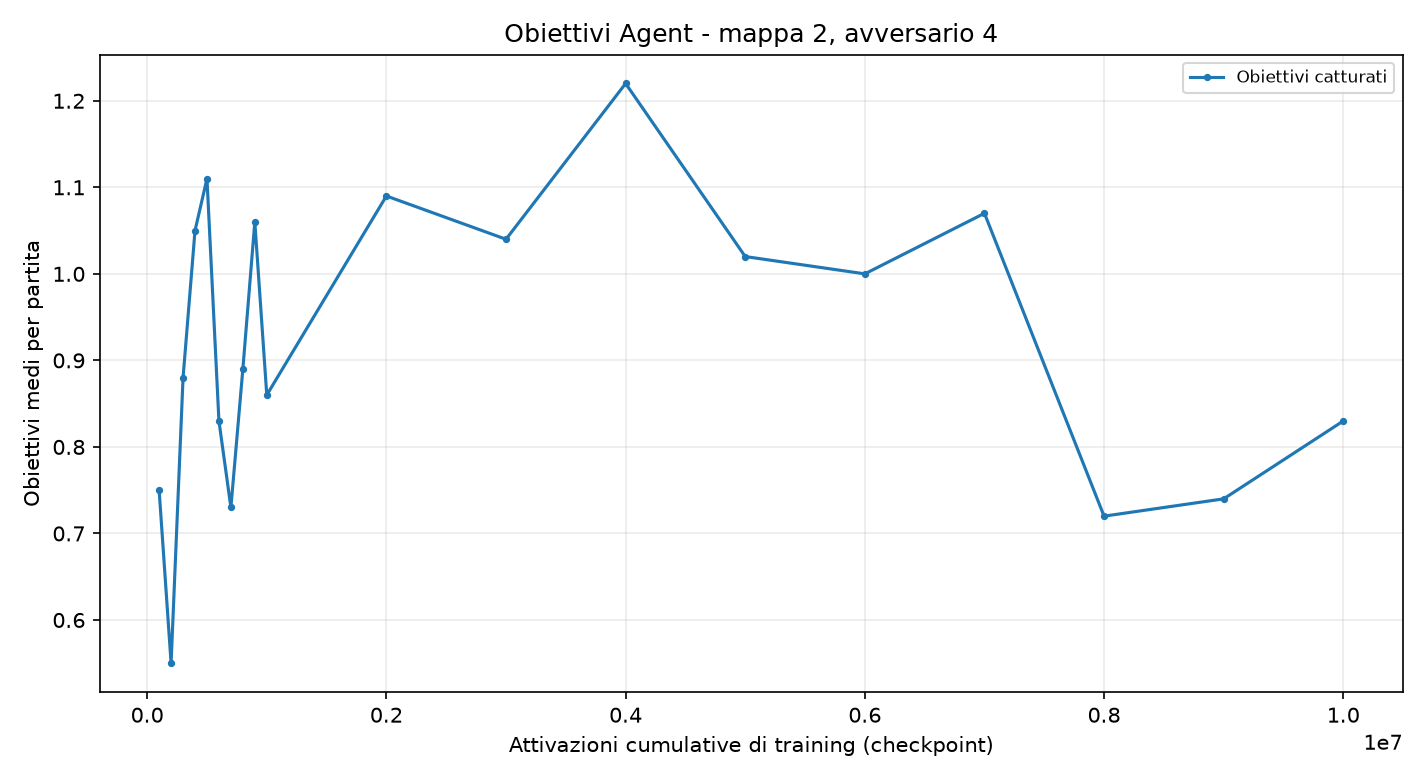 Obiettivi Agent - mappa 2, avversario 4
Obiettivi catturati
Obiettivi medi per partita
1.2
1.1
1.0
0.9
0.8
0.7
0.6
0.0 0.2 0.4 0.6 0.8 1.0
1e7
Attivazioni cumulative di training (checkpoint)